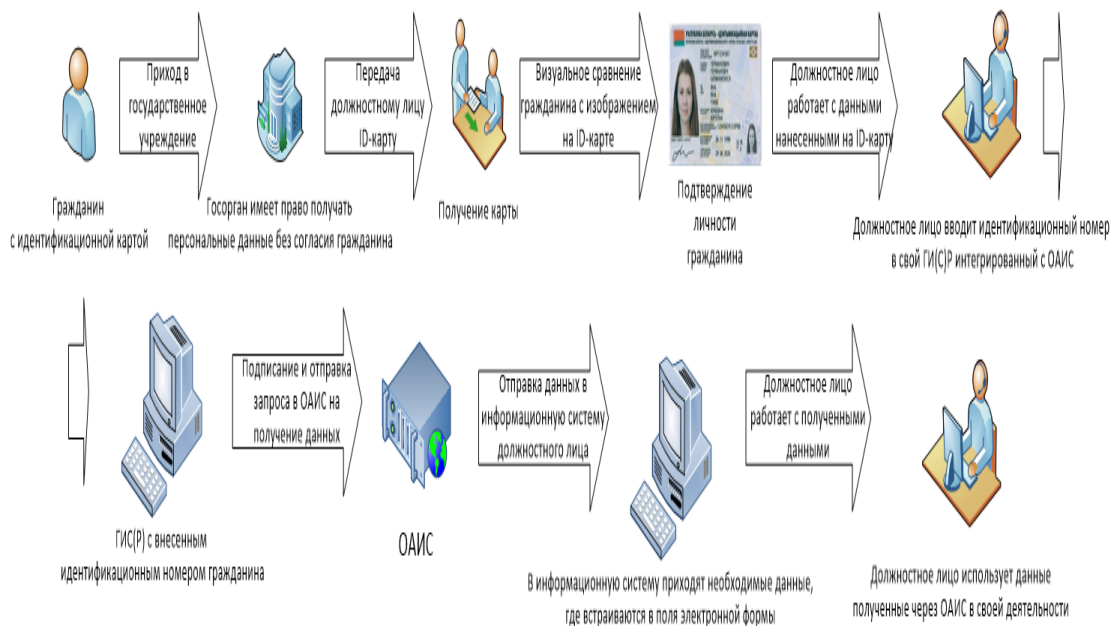 Приход в
государственное
учреждение
Передача
должностному лицу
ID-карту
Визуальное сравнение
гражданина с изображением
на ID-карте
РЕСПУБЛИКА БЕЛАРУСЬ
Должностное лицо
работает с данными
нанесенными на ID-карту
Гражданин
с идентификационной картой
Госорган имеет право получать
персональные данные без согласия гражданина
Получение карты
Подтверждение
личности
гражданина
Должностное лицо вводит идентификационный номер
в свой ГИ(С)Р интегрированный с ОАИС
Подписание и отправка
запроса в ОАИС на
получение данных
Отправка данных в
информационную систему
должностного лица
Должностное лицо
работает с полученными
данными
ГИС(Р) с внесенным
идентификационным номером гражданина
ОАИС
В информационную систему приходят необходимые данные,
где встраиваются в поля электронной формы
Должностное лицо использует данные
полученные через ОАИС в своей деятельности